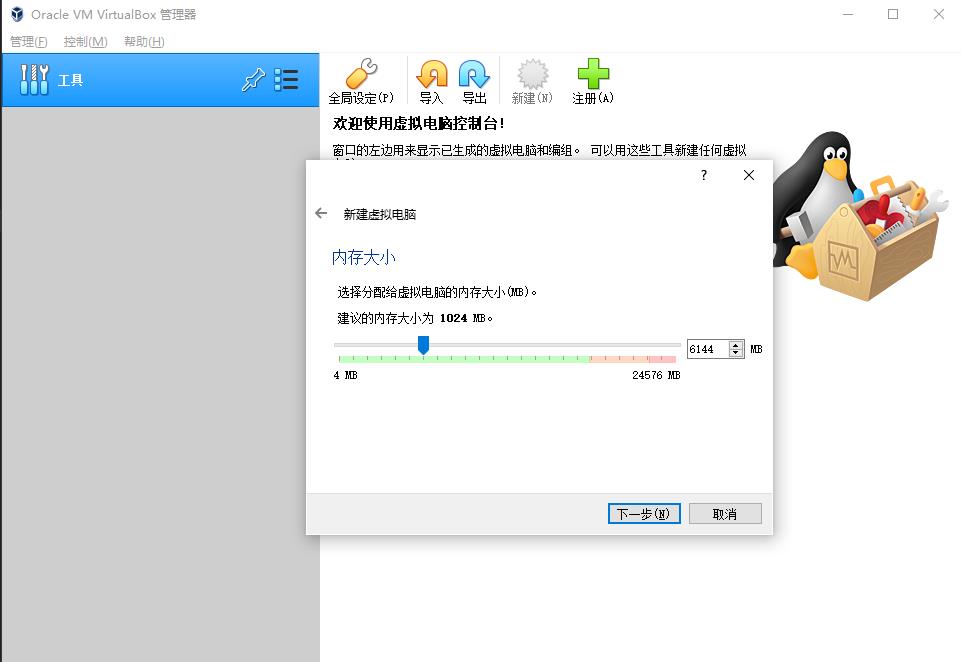 Oracle VM VirtualBox 管理器
管理(F) 控制(M) 帮助(H)
工具
全局设定(P) 导入 导出 新建(N) 注册(A)
欢迎使用虚拟电脑控制台!
窗口的左边用来显示已生成的虚拟电脑和编组。 可以用这些工具新建任何虚拟
?
新建虚拟电脑
内存大小
选择分配给虚拟电脑的内存大小(MB)。
建议的内存大小为 1024 MB。
6144 MB
4 MB 24576 MB
下一步(N) 取消